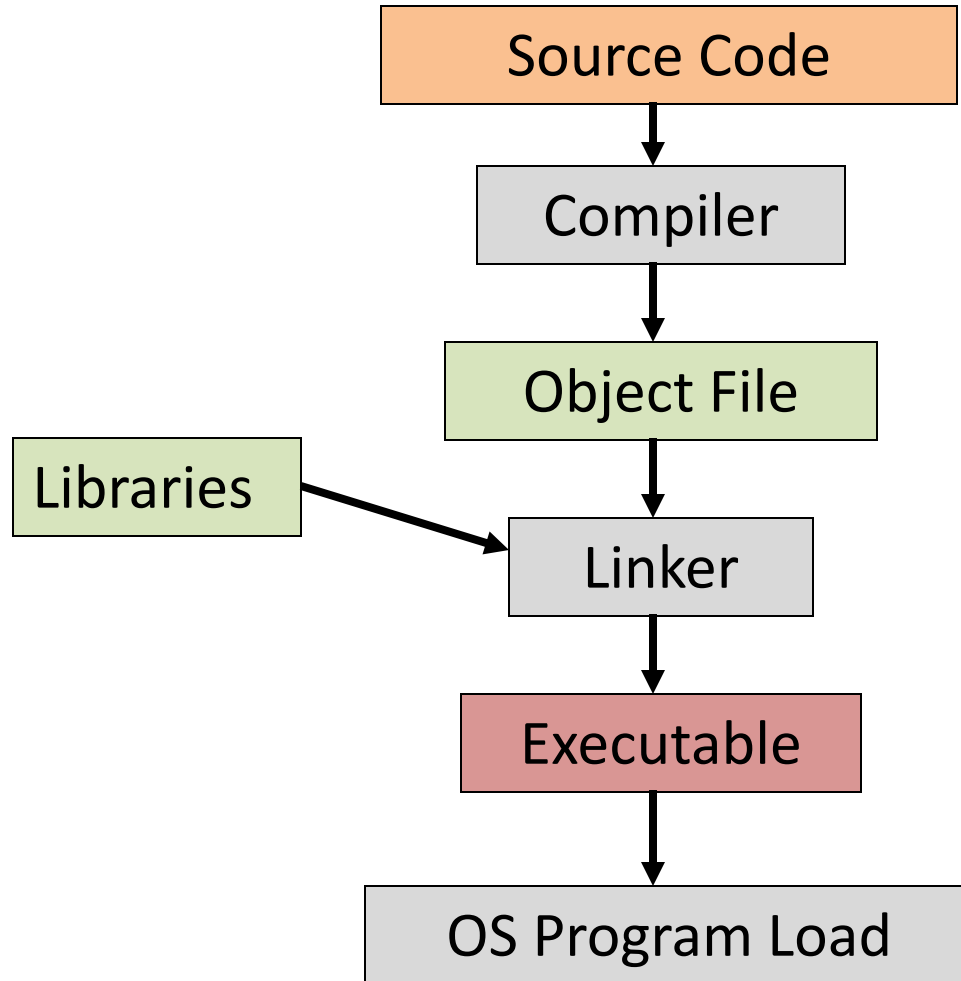 Source Code
Compiler
Object File
Libraries
Linker
Executable
OS Program Load